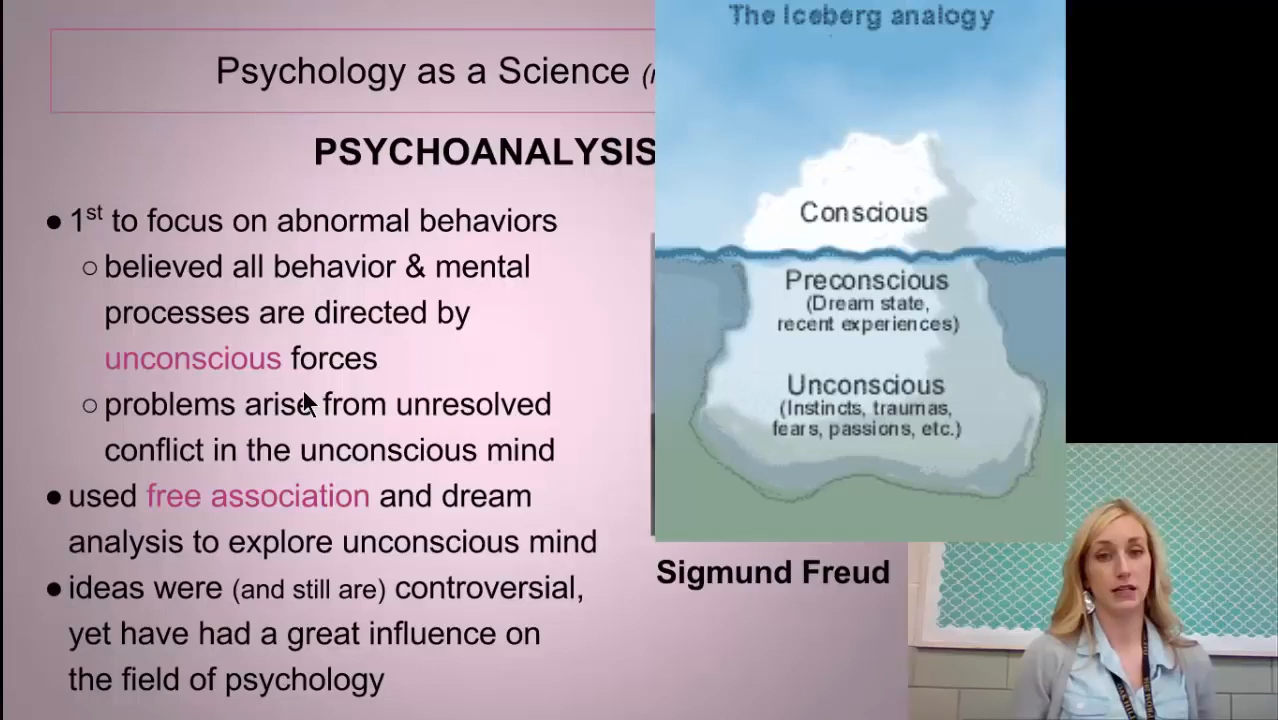 Psychology as a Science (
PSYCHOANALYSIS
● 1st to focus on abnormal behaviors
○ believed all behavior & mental
processes are directed by
unconscious forces
○ problems arise from unresolved
conflict in the unconscious mind
● used free association and dream
analysis to explore unconscious mind
● ideas were (and still are) controversial,
yet have had a great influence on
the field of psychology
The Iceberg analogy
Conscious
Preconscious
(Dream state,
recent experiences)
Unconscious
(Instincts, traumas,
fears, passions, etc.)
Sigmund Freud